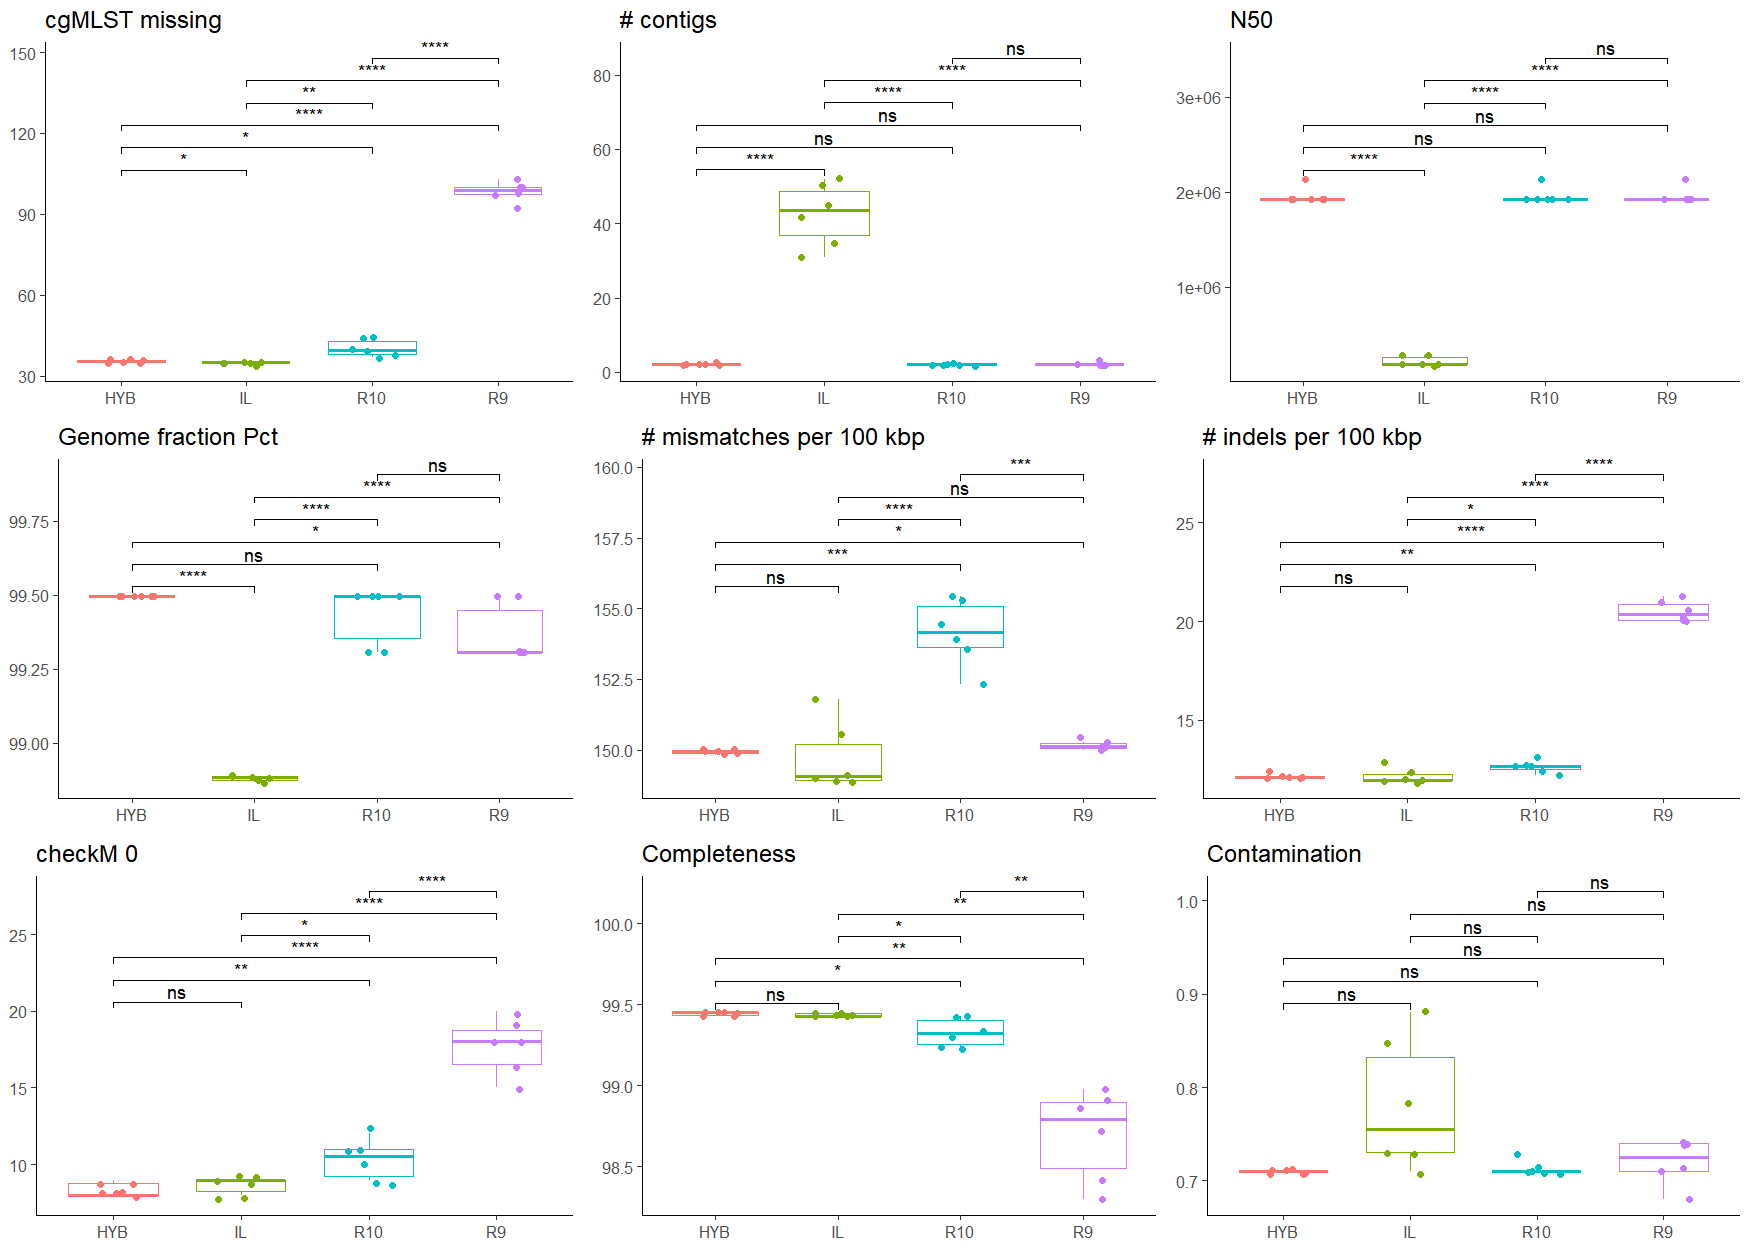 cgMLST missing
150
120
90
60
30
****
****
**
****
*
*
HYB IL R10 R9
# contigs
80
60
40
20
0
ns
****
****
ns
ns
****
HYB IL R10 R9
N50
3e+06
2e+06
1e+06
ns
****
****
ns
ns
****
HYB IL R10 R9
Genome fraction Pct
99.75
99.50
99.25
99.00
ns
****
****
*
ns
****
HYB IL R10 R9
# mismatches per 100 kbp
160.0
157.5
155.0
152.5
150.0
***
ns
****
*
***
ns
HYB IL R10 R9
# indels per 100 kbp
25
20
15
****
****
*
****
**
ns
HYB IL R10 R9
checkM 0
25
20
15
10
****
****
*
****
**
ns
HYB IL R10 R9
Completeness
100.0
99.5
99.0
98.5
**
**
*
**
*
ns
HYB IL R10 R9
Contamination
1.0
0.9
0.8
0.7
ns
ns
ns
ns
ns
ns
HYB IL R10 R9